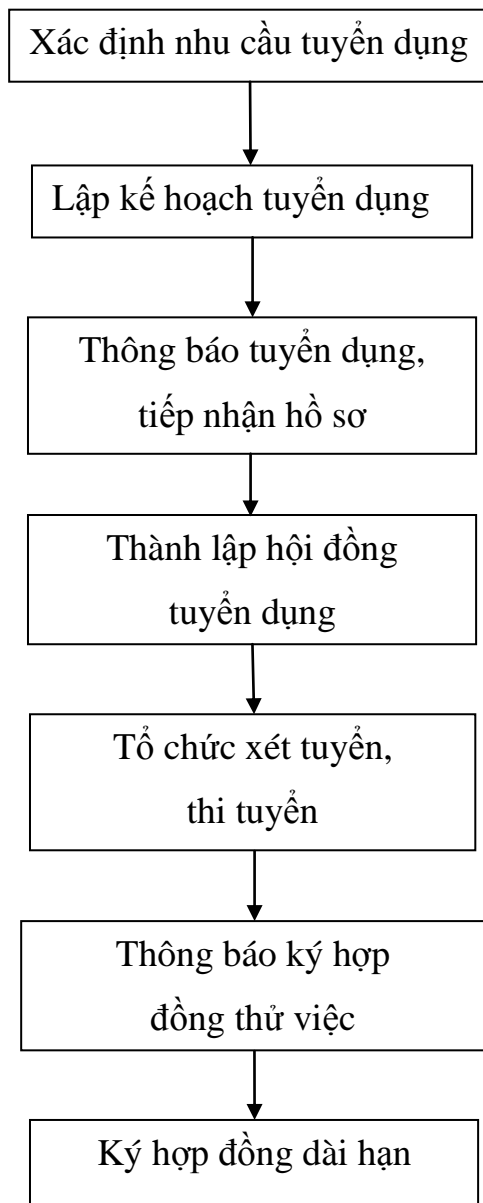 Xác định nhu cầu tuyển dụng
Lập kế hoạch tuyển dụng
Thông báo tuyển dụng,
tiếp nhận hồ sơ
Thành lập hội đồng
tuyển dụng
Tổ chức xét tuyển,
thi tuyển
Thông báo ký hợp
đồng thử việc
Ký hợp đồng dài hạn